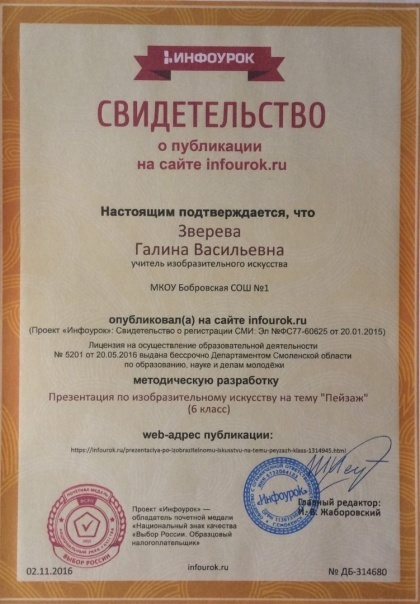 ИНФОУРОК
СВИДЕТЕЛЬСТВО
о публикации
на сайте infourok.ru
Настоящим подтверждается, что
Зверева
Галина Васильевна
учитель изобразительного искусства
МКОУ Бобровская СОШ №1
опубликовал(а) на сайте infourok.ru
(Проект «Инфоурок»: Свидетельство о регистрации СМИ: Эл №ФС77-60625 от 20.01.2015)
Лицензия на осуществление образовательной деятельности
№ 5201 от 20.05.2016 выдана бессрочно Департаментом Смоленской области
по образованию, науке и делам молодёжи
методическую разработку
Презентация по изобразительному искусству на тему "Пейзаж"
(6 класс)
web-адрес публикации:
https://infourok.ru/prezentaciya-po-izobrazitelnomu-iskusstvu-na-temu-peyzazh-klass-1314945.html
Инфоурок
Главный редактор:
И. В. Жаборовский
ПОЧЕТНАЯ МЕДАЛЬ
ВЫБОР РОССИИ
Проект «Инфоурок» —
обладатель почетной медали
«Национальный знак качества
«Выбор России. Образцовый
налогоплательщик»
02.11.2016
infourok.ru
№ ДБ-314680